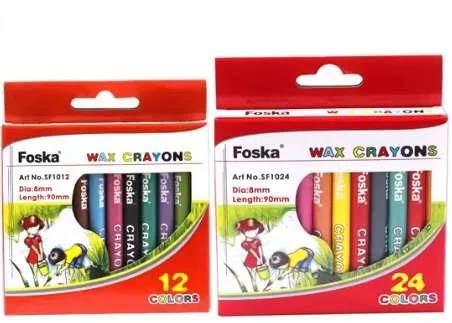 Foska WAX CRAYONS
Art No.SF1012
Dia:8mm
Length:90mm
12
COLORS
Foska WAX CRAYONS
Art No.SF1024
Dia:8mm
Length:90mm
CRAYO
24
COLORS